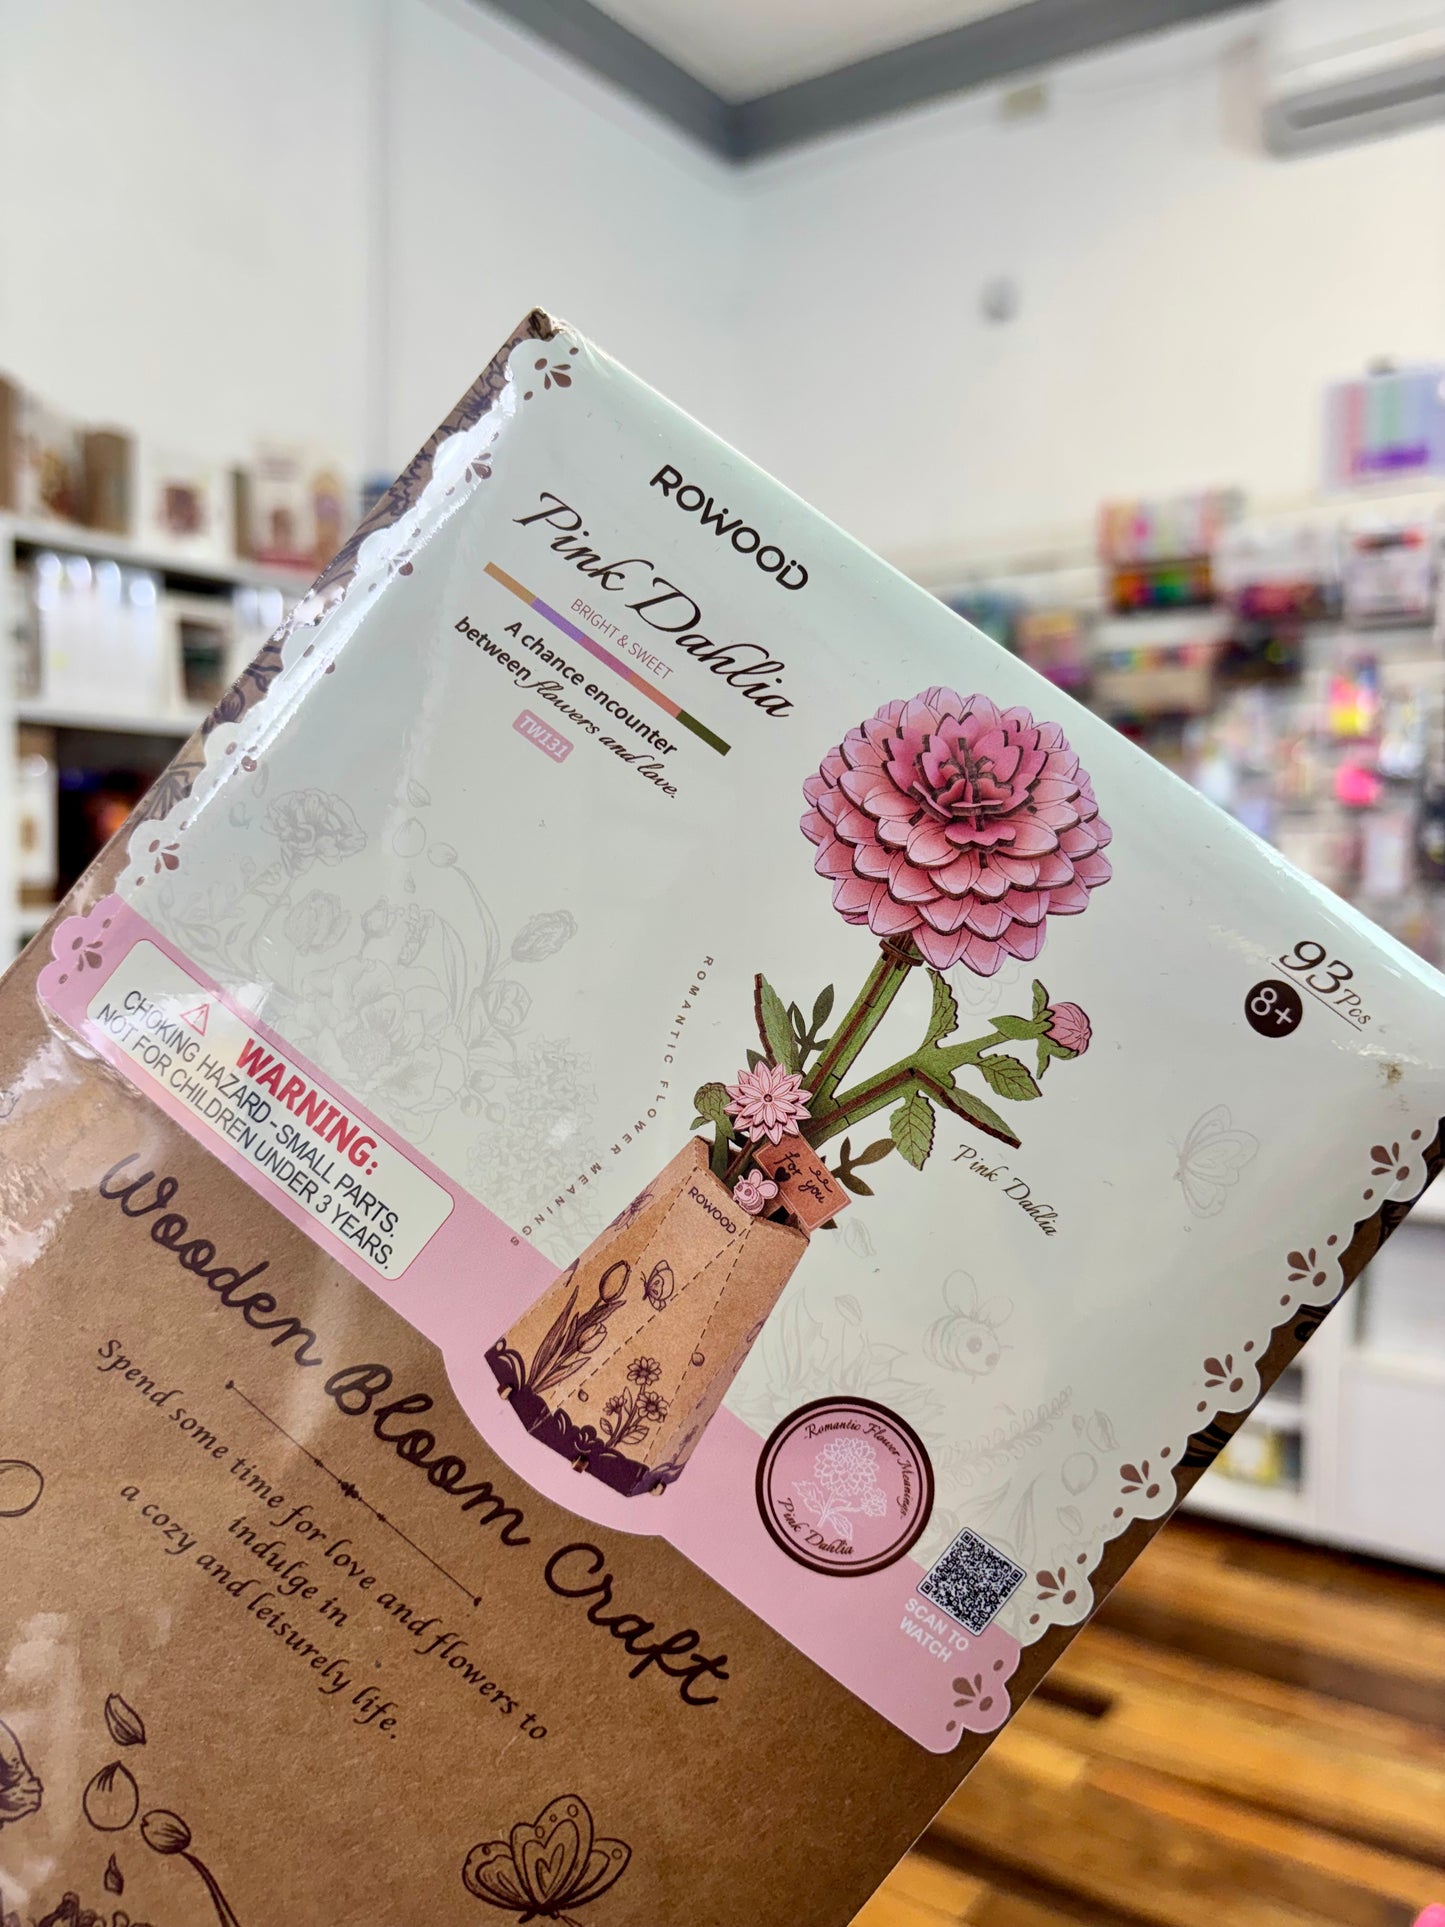 ROWOOD
Pink Dahlia
BRIGHT & SWEET
A chance encounter
between flowers and love.
TW131
93 Pcs
8+
ROMANTIC FLOWER MEANINGS
Pink Dahlia
for you
ROWOOD
WARNING:
CHOKING HAZARD - SMALL PARTS.
NOT FOR CHILDREN UNDER 3 YEARS.
Romantic Flower Meanings
Pink Dahlia
SCAN TO
WATCH
Wooden Bloom Craft
Spend some time for love and flowers to
indulge in
a cozy and leisurely life.